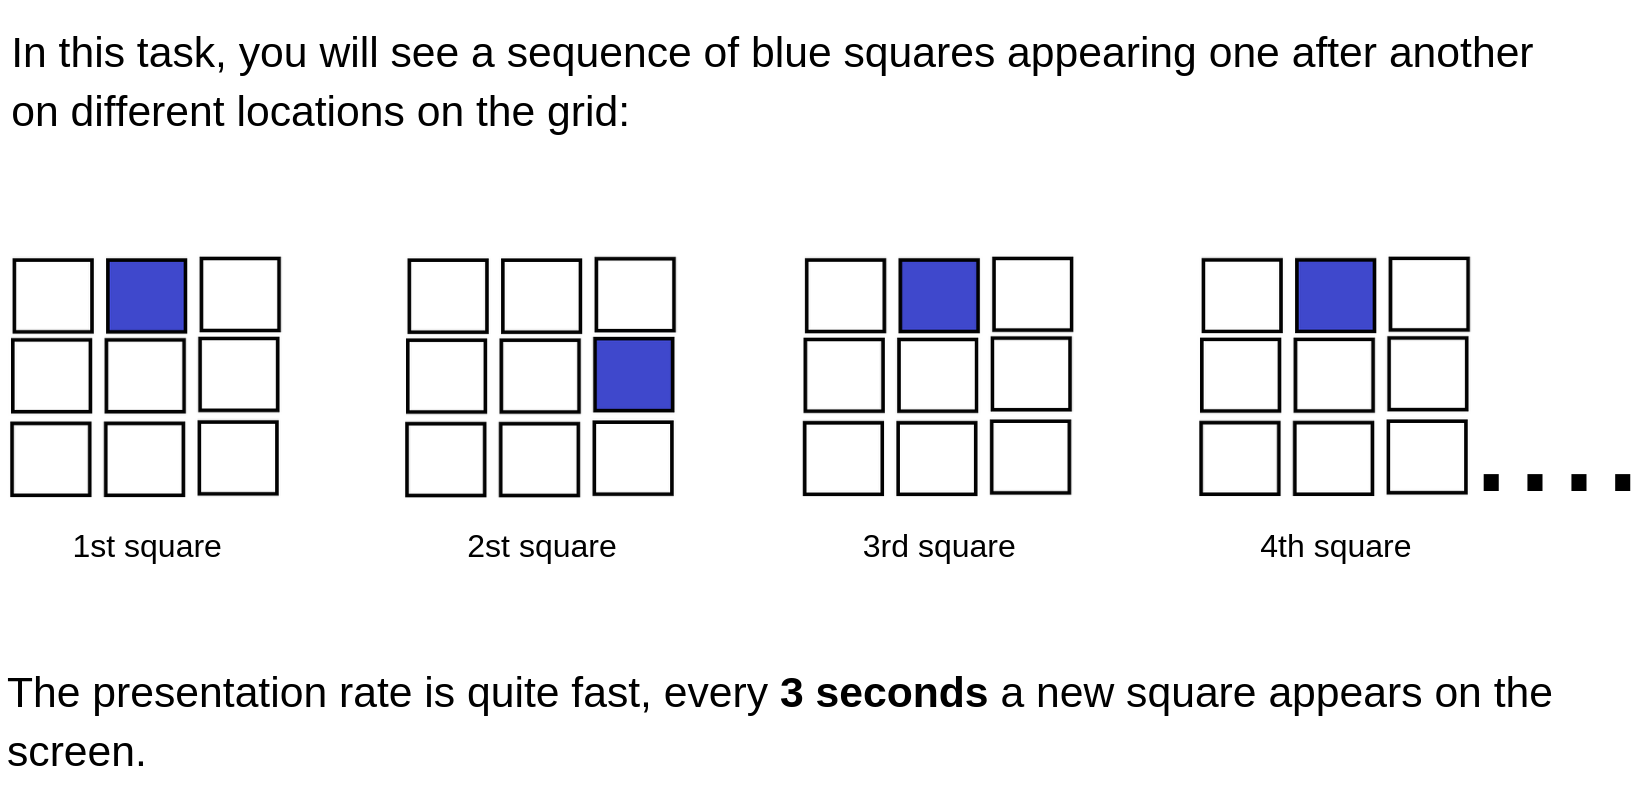 In this task, you will see a sequence of blue squares appearing one after another
on different locations on the grid:
1st square
2st square
3rd square
4th square
....
The presentation rate is quite fast, every 3 seconds a new square appears on the
screen.